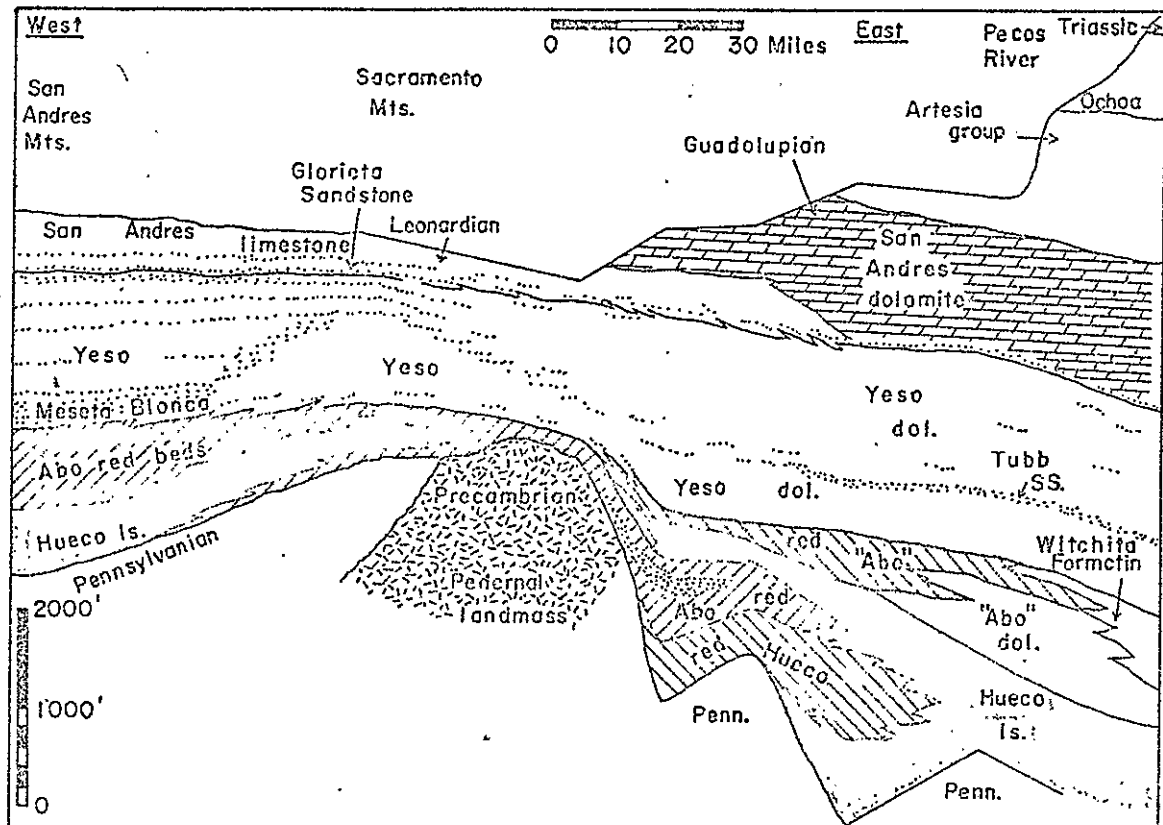 West
0 10 20 30 Miles
East
Pecos
River
Triassic
San
Andres
Mts.
Sacramento
Mts.
Ochoa
Artesia
group
Guadolupian
Glorieta
Sandstone
Leonardian
San Andres
limestone
San
Andres
dolomite
Yeso
Yeso
Yeso
dol.
Meseta Blonca
Abo red beds
Tubb
SS.
Yeso dol.
Precambrian
Hueco ls.
Pennsylvanian
Pedernal
landmass
red "Abo"
Witchita
Formctin
Abo red
"Abo"
dol.
red Hueco
Hueco
ls.
Penn.
Penn.
2000'
1000'
0